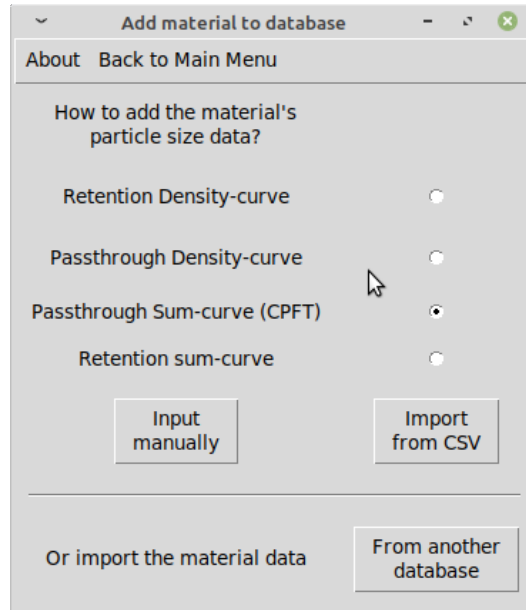 Add material to database
About Back to Main Menu
How to add the material's
particle size data?
Retention Density-curve
Passthrough Density-curve
Passthrough Sum-curve (CPFT)
Retention sum-curve
Input
manually
Import
from CSV
Or import the material data
From another
database